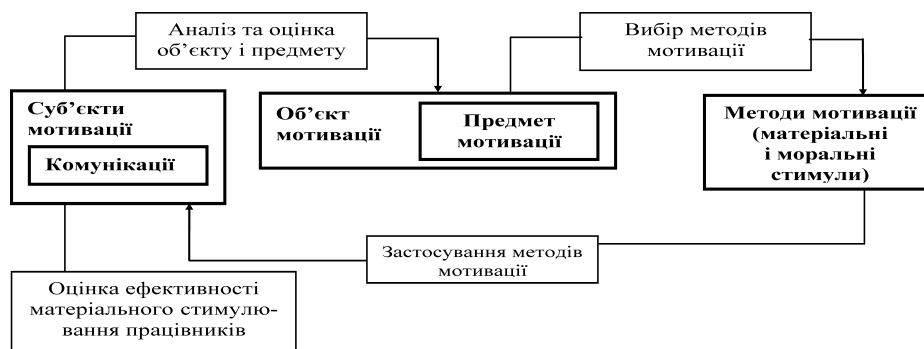 Аналіз та оцінка
об’єкту і предмету
Вибір методів
мотивації
Суб’єкти
мотивації
Комунікації
Об’єкт
мотивації
Предмет
мотивації
Методи мотивації
(матеріальні
і моральні
стимули)
Застосування методів
мотивації
Оцінка ефективності
матеріального стимулю-
вання працівників